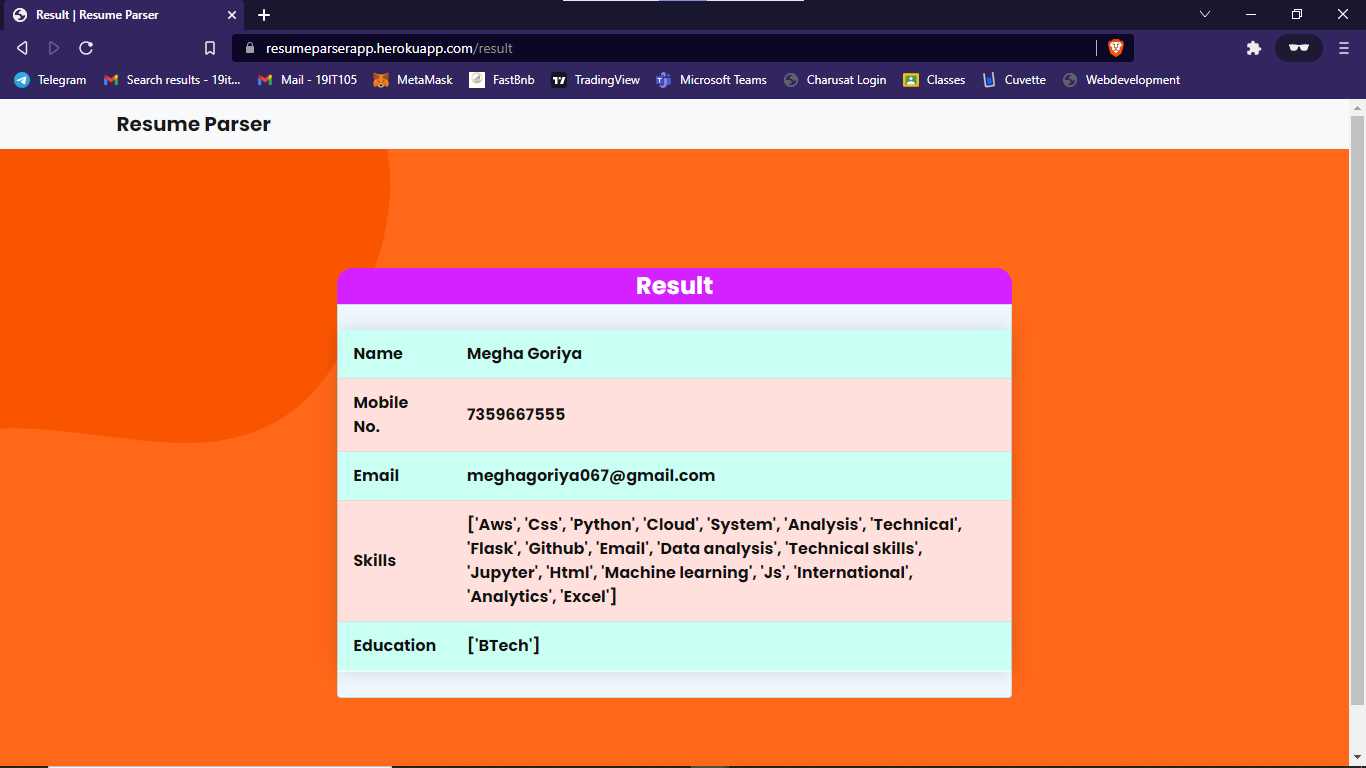 Result | Resume Parser
resumeparserapp.herokuapp.com/result
Telegram Search results - 19it... Mail - 19IT105 MetaMask FastBnb TradingView Microsoft Teams Charusat Login Classes Cuvette Webdevelopment
Resume Parser
Result
Name Megha Goriya
Mobile
No. 7359667555
Email meghagoriya067@gmail.com
Skills
['Aws', 'Css', 'Python', 'Cloud', 'System', 'Analysis', 'Technical',
'Flask', 'Github', 'Email', 'Data analysis', 'Technical skills',
'Jupyter', 'Html', 'Machine learning', 'Js', 'International',
'Analytics', 'Excel']
Education ['BTech']